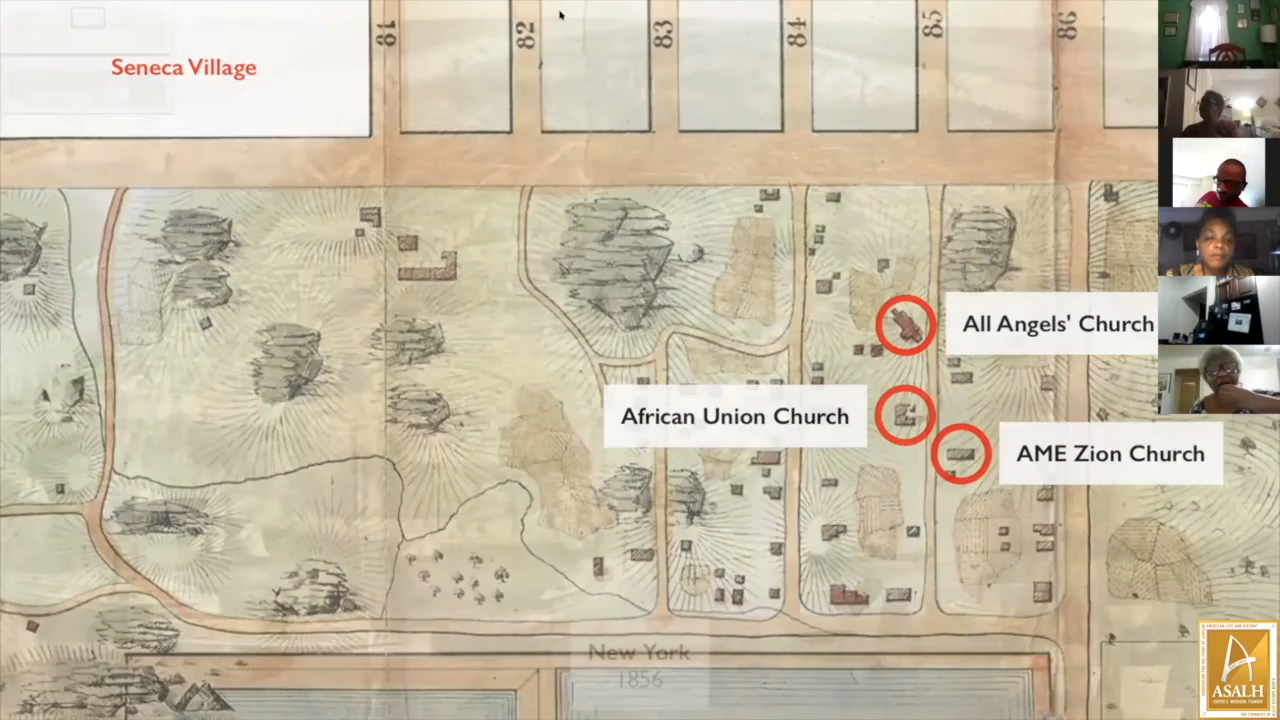 81
82
83
84
85
86
Seneca Village
All Angels' Church
African Union Church
AME Zion Church
New York
1856
ASALH